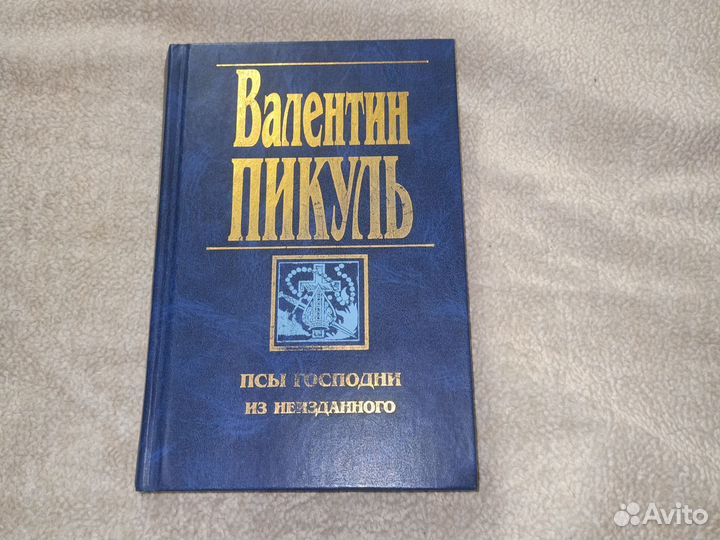 Валентин
ПИКУЛЬ
ПСЫ ГОСПОДНИ
ИЗ НЕИЗДАННОГО
Avito